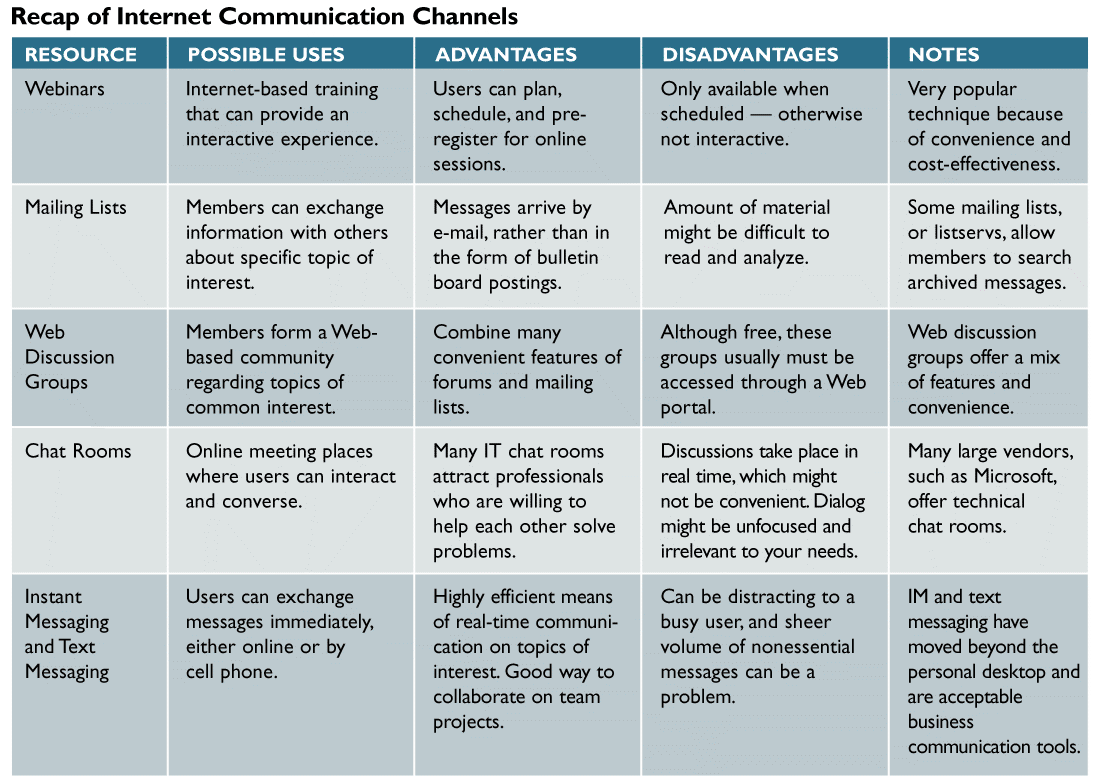 Recap of Internet Communication Channels
RESOURCE
POSSIBLE USES
ADVANTAGES
DISADVANTAGES
NOTES
Webinars
Internet-based training
that can provide an
interactive experience.
Users can plan,
schedule, and pre-
register for online
sessions.
Only available when
scheduled — otherwise
not interactive.
Very popular
technique because
of convenience and
cost-effectiveness.
Mailing Lists
Members can exchange
information with others
about specific topic of
interest.
Messages arrive by
e-mail, rather than in
the form of bulletin
board postings.
Amount of material
might be difficult to
read and analyze.
Some mailing lists,
or listservs, allow
members to search
archived messages.
Web
Discussion
Groups
Members form a Web-
based community
regarding topics of
common interest.
Combine many
convenient features of
forums and mailing
lists.
Although free, these
groups usually must be
accessed through a Web
portal.
Web discussion
groups offer a mix
of features and
convenience.
Chat Rooms
Online meeting places
where users can interact
and converse.
Many IT chat rooms
attract professionals
who are willing to
help each other solve
problems.
Discussions take place in
real time, which might
not be convenient. Dialog
might be unfocused and
irrelevant to your needs.
Many large vendors,
such as Microsoft,
offer technical
chat rooms.
Instant
Messaging
and Text
Messaging
Users can exchange
messages immediately,
either online or by
cell phone.
Highly efficient means
of real-time communi-
cation on topics of
interest. Good way to
collaborate on team
projects.
Can be distracting to a
busy user, and sheer
volume of nonessential
messages can be a
problem.
IM and text
messaging have
moved beyond the
personal desktop and
are acceptable
business
communication tools.